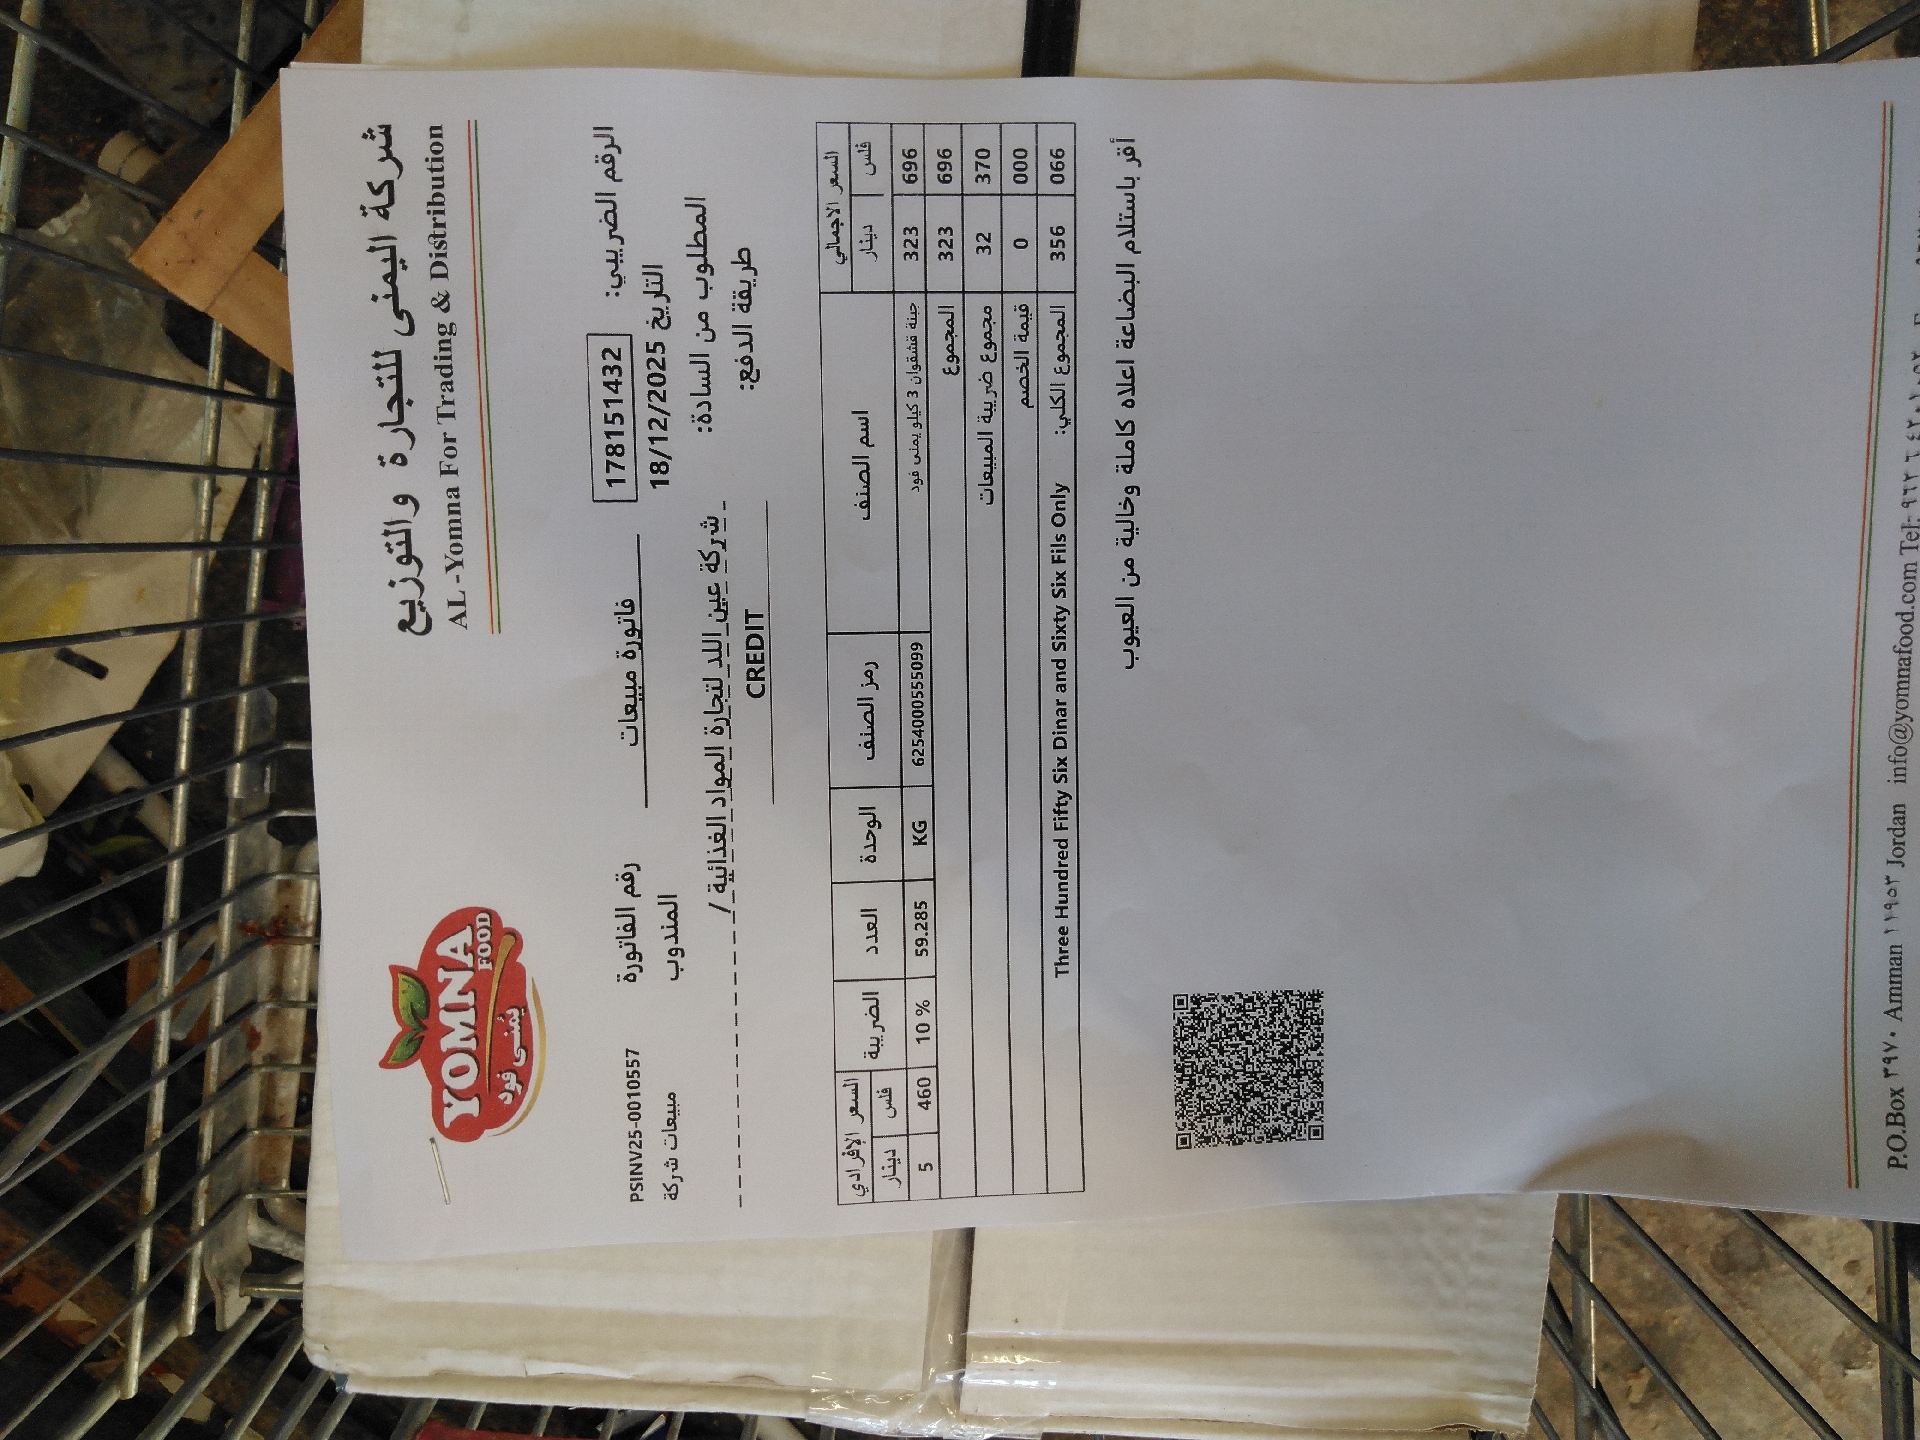 شركة اليمنى للتجارة والتوزيع
AL -Yomna For Trading & Distribution
YOMNA
FOOD
يُمنى فود
الرقم الضريبي: 178151432
فاتورة مبيعات
رقم الفاتورة PSINV25-0010557
التاريخ 18/12/2025
المندوب مبيعات شركة
المطلوب من السادة: شركة عين اللد لتجارة المواد الغذائية /
طريقة الدفع: CREDIT
السعر الاجمالي اسم الصنف رمز الصنف الوحدة العدد الضريبة السعر الإفرادي
فلس دينار فلس دينار
696 323 جبنة قشقوان 3 كيلو يمنى فود 6254000555099 KG 59.285 10 % 460 5
696 323 المجموع
370 32 مجموع ضريبة المبيعات
000 0 قيمة الخصم
066 356 المجموع الكلي: Three Hundred Fifty Six Dinar and Sixty Six Fils Only
أقر باستلام البضاعة اعلاه كاملة وخالية من العيوب
P.O.Box ٣٩٧٠ Amman ١١٩٥٢ Jordan info@yomnafood.com Tel: